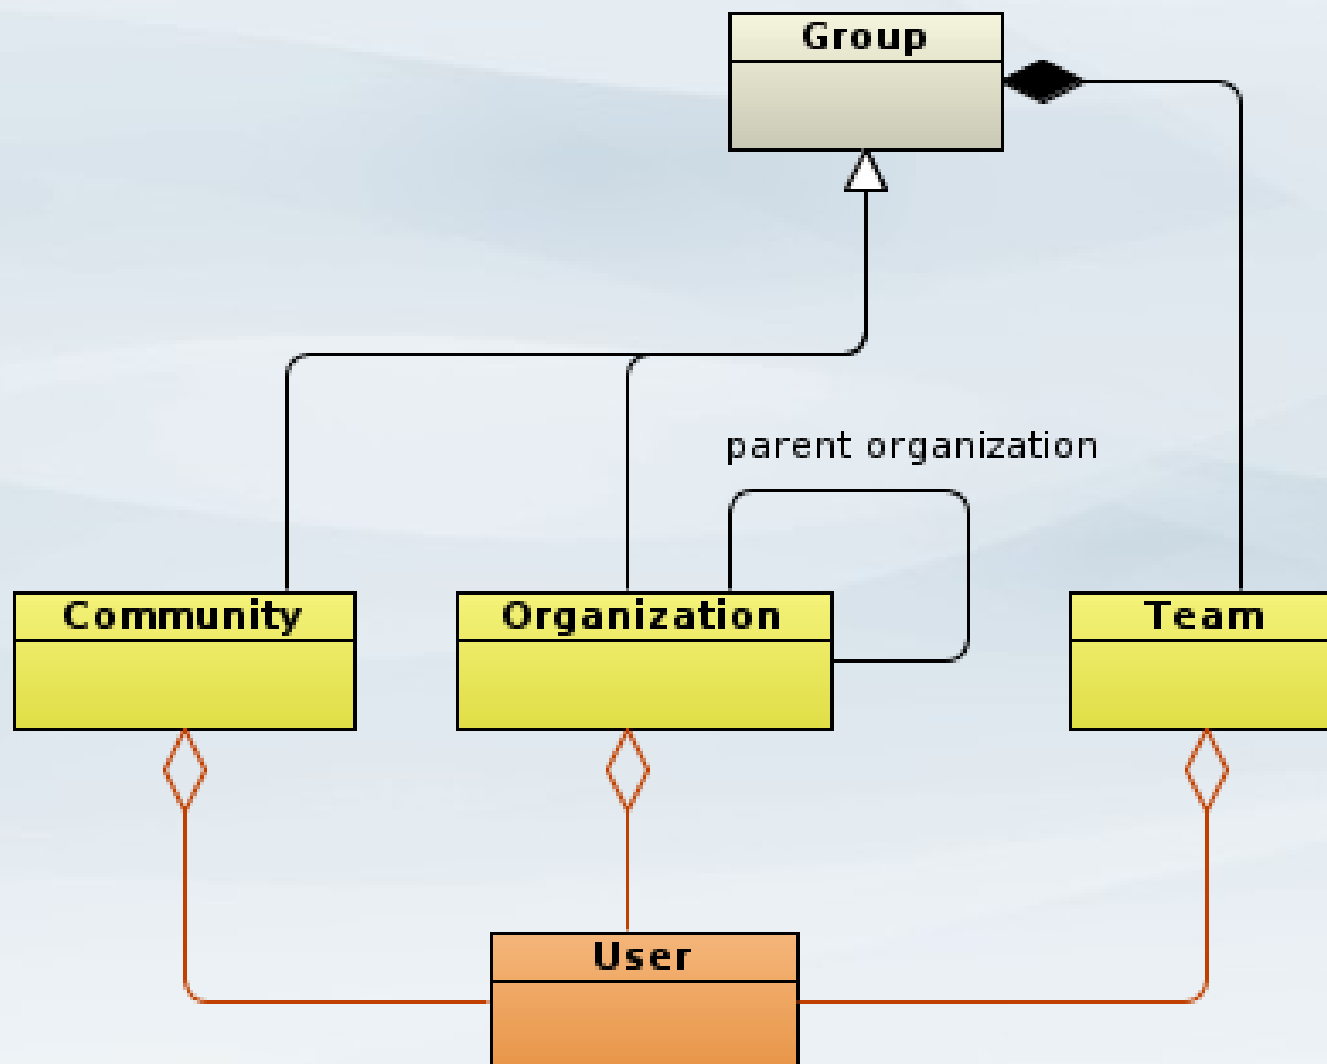 Group
parent organization
Community
Organization
Team
User